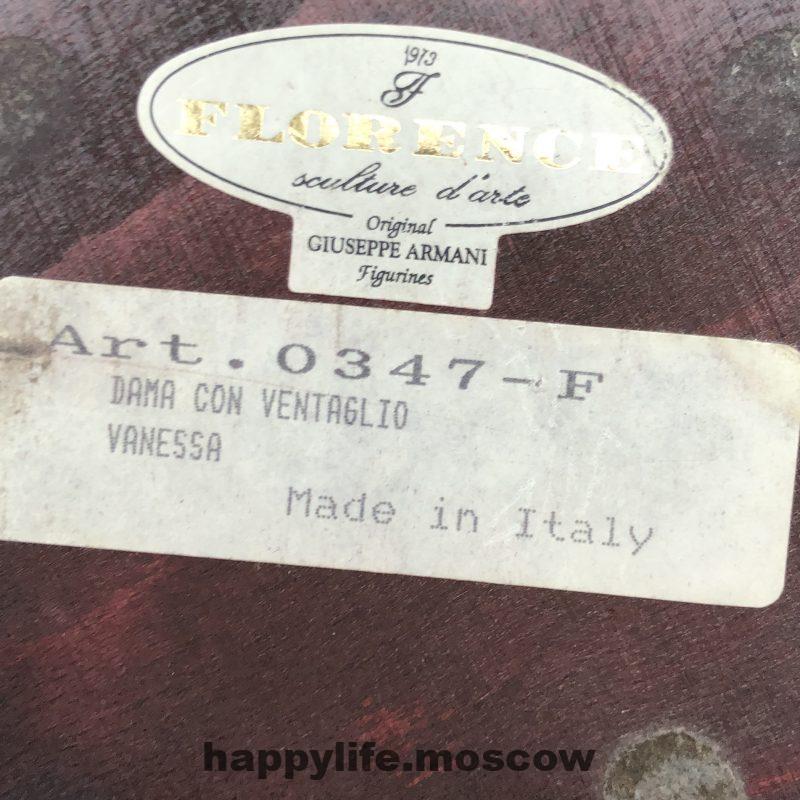 1973
F
FLORENCE
sculture d'arte
Original
GIUSEPPE ARMANI
Figurines
Art. 0347-F
DAMA CON VENTAGLIO
VANESSA
Made in Italy
happylife.moscow